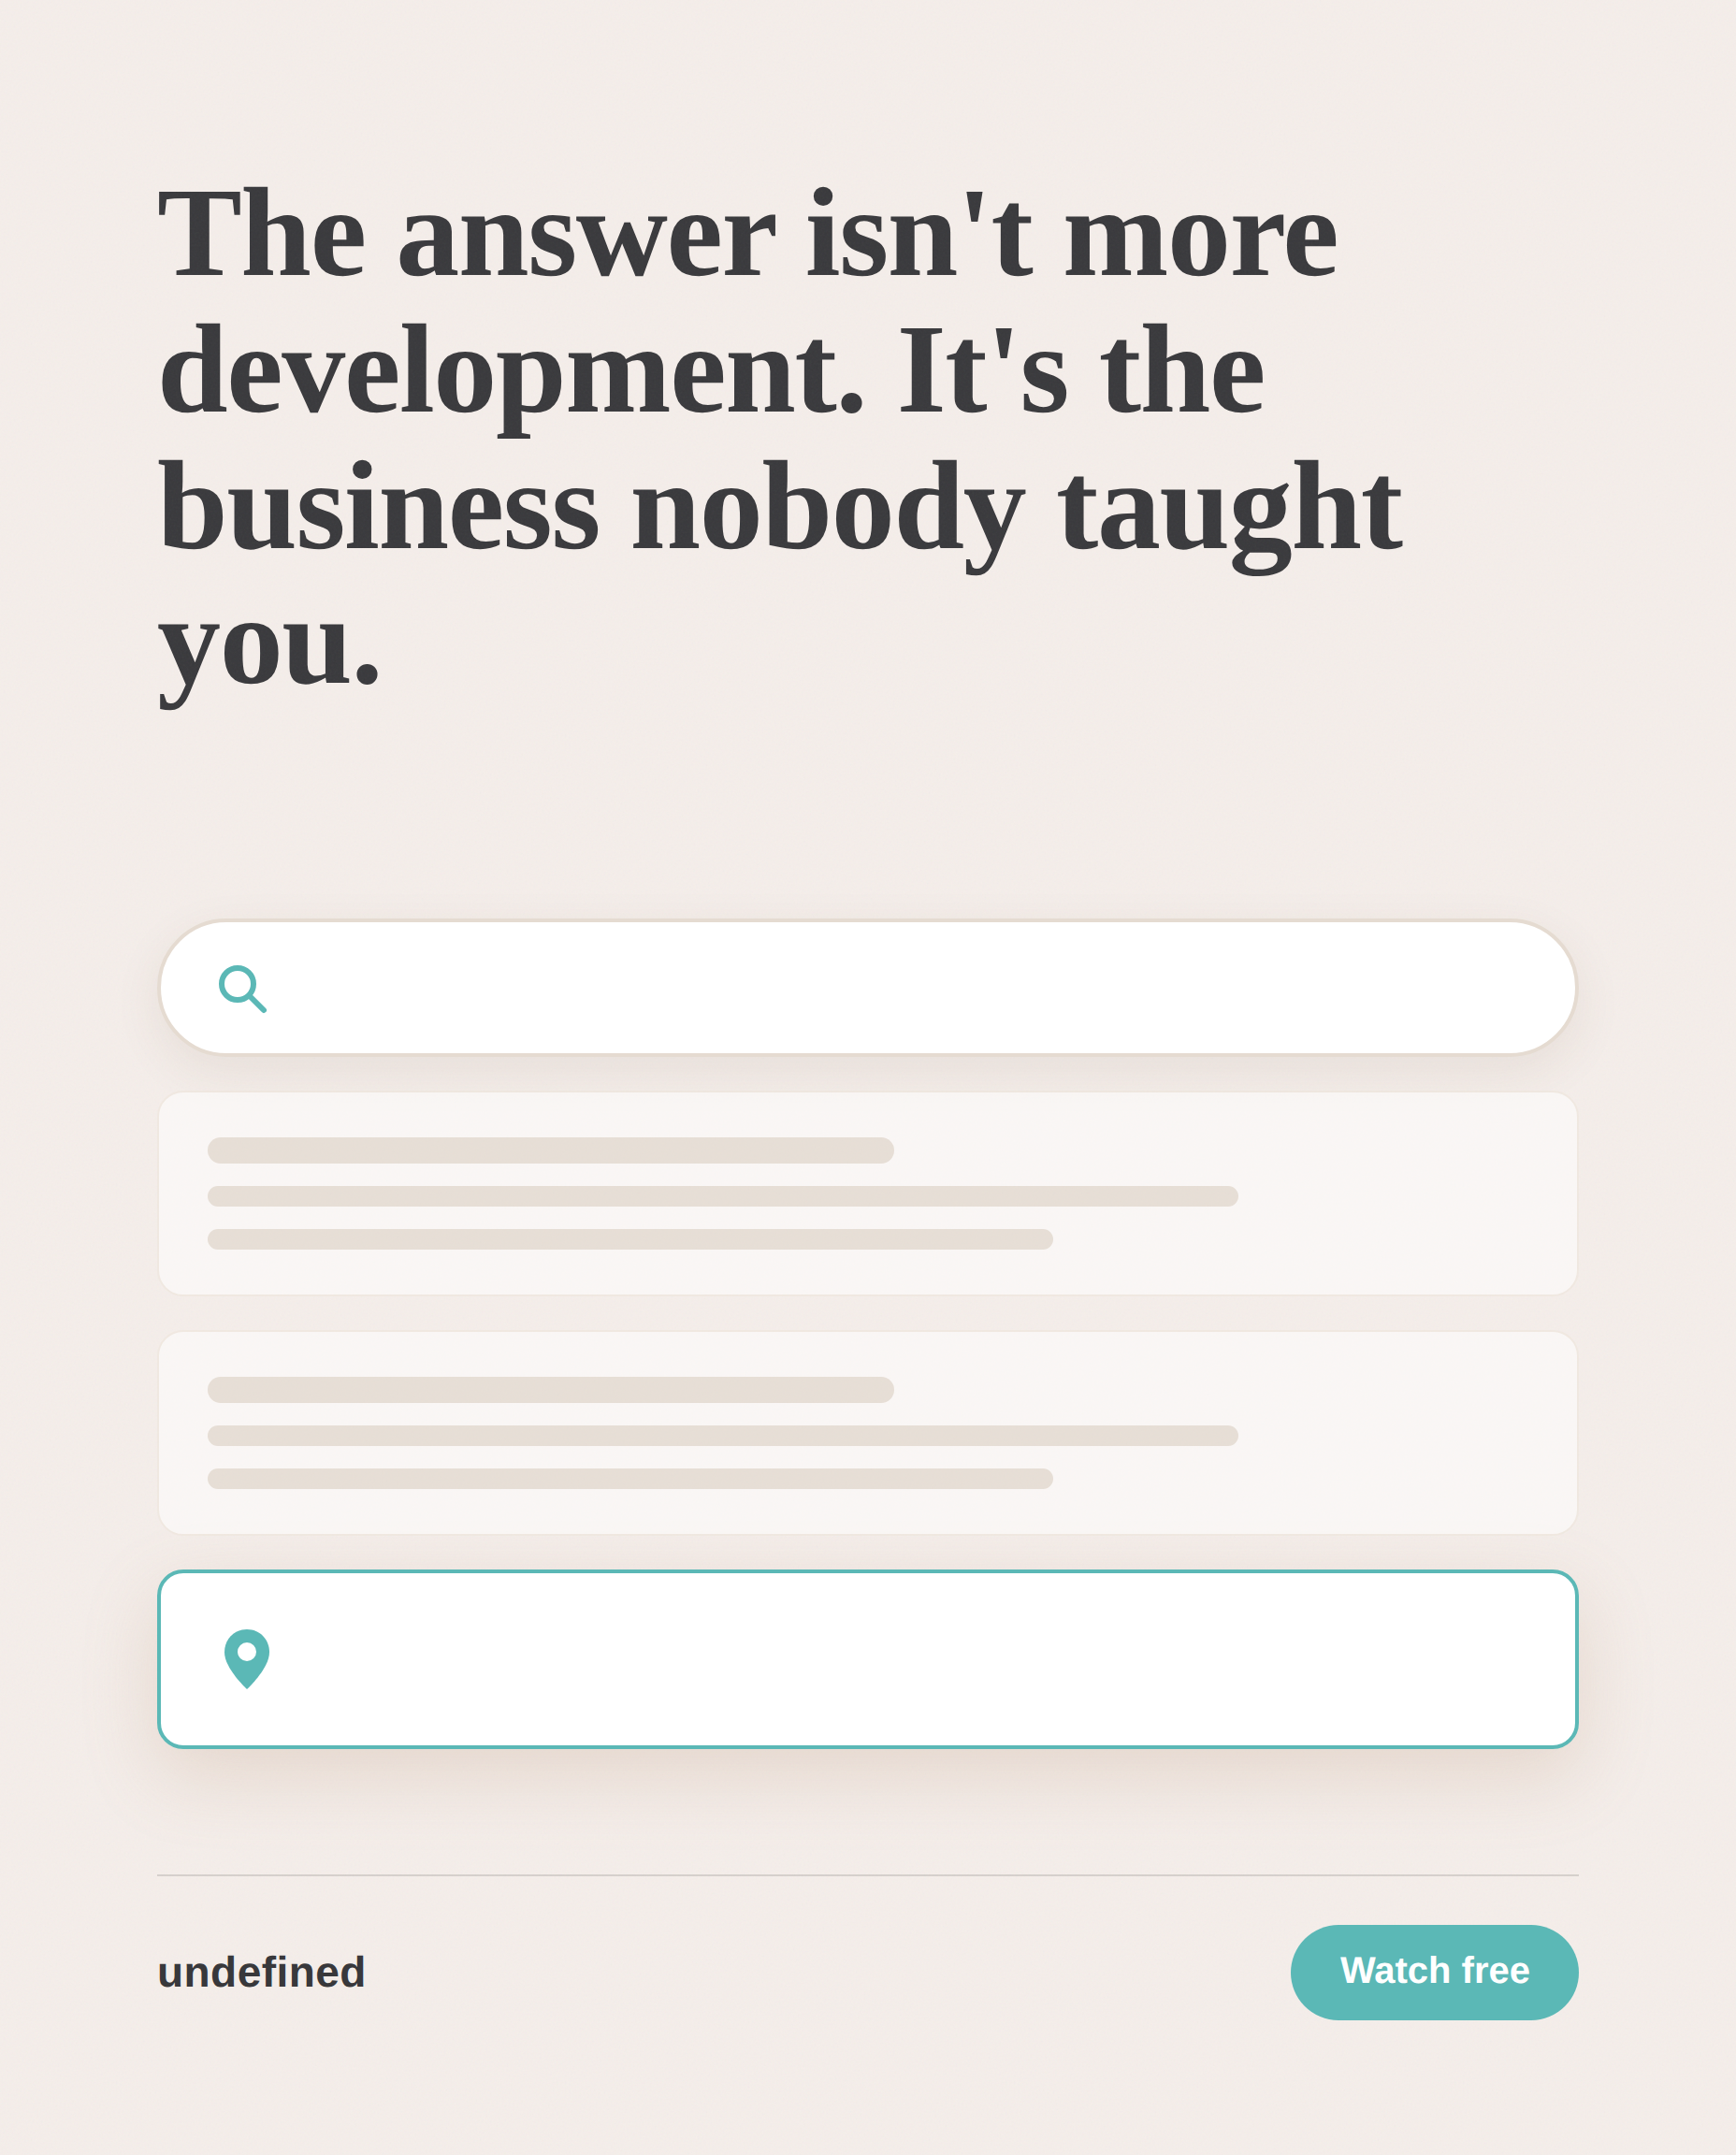 The answer isn't more
development. It's the
business nobody taught
you.
undefined
Watch free